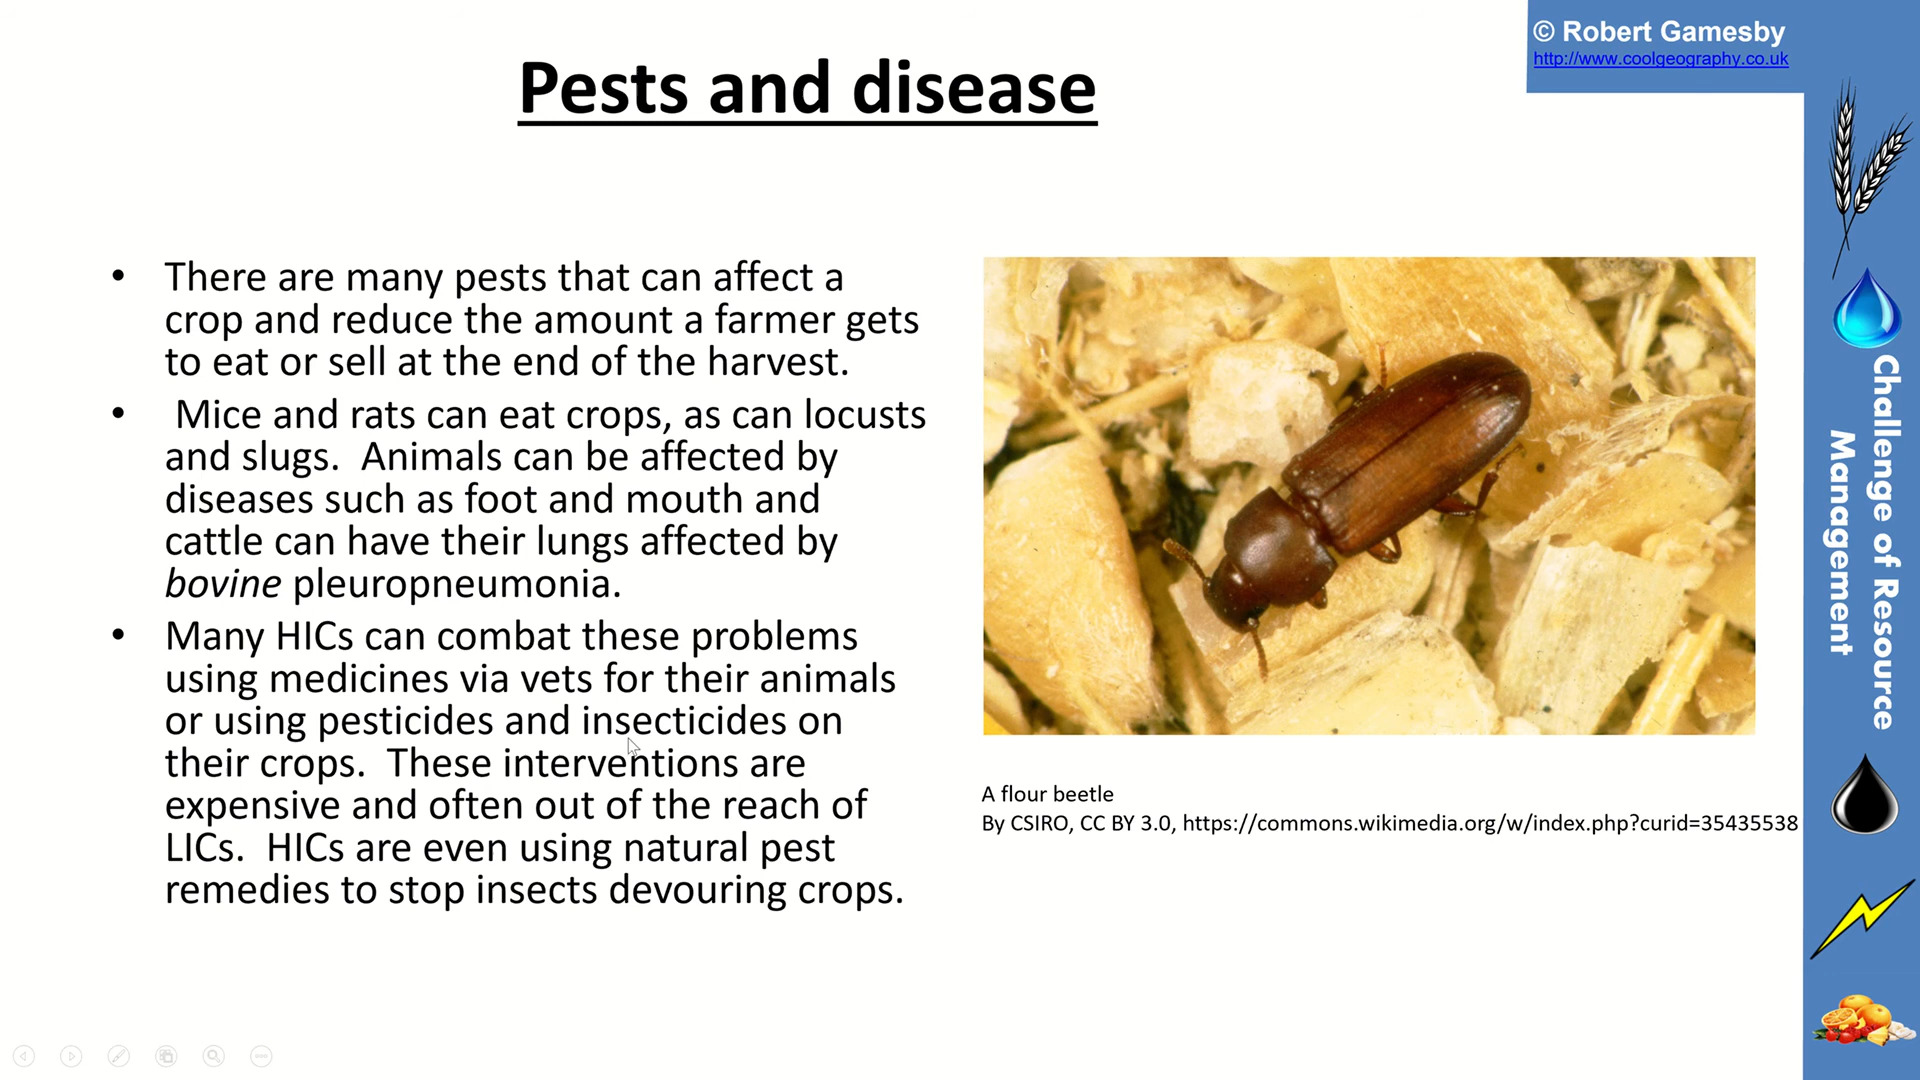 © Robert Gamesby
http://www.coolgeography.co.uk
Pests and disease
• There are many pests that can affect a
crop and reduce the amount a farmer gets
to eat or sell at the end of the harvest.
• Mice and rats can eat crops, as can locusts
and slugs. Animals can be affected by
diseases such as foot and mouth and
cattle can have their lungs affected by
bovine pleuropneumonia.
• Many HICs can combat these problems
using medicines via vets for their animals
or using pesticides and insecticides on
their crops. These interventions are
expensive and often out of the reach of
LICs. HICs are even using natural pest
remedies to stop insects devouring crops.
A flour beetle
By CSIRO, CC BY 3.0, https://commons.wikimedia.org/w/index.php?curid=35435538
Challenge of Resource
Management